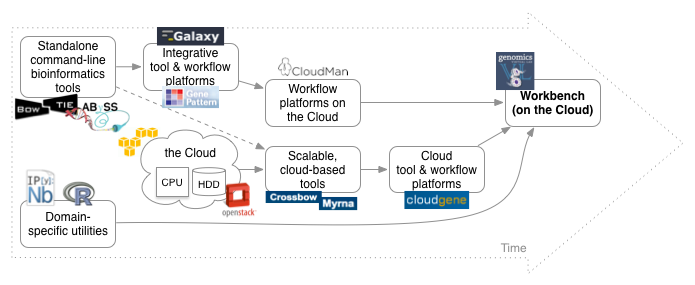 Standalone
command-line
bioinformatics
tools
BOW
TIE
ABySS
Galaxy
Integrative
tool & workflow
platforms
Gene
Pattern
CloudMan
Workflow
platforms on
the Cloud
genomics
Workbench
(on the Cloud)
the Cloud
CPU
HDD
openstack
Scalable,
cloud-based
tools
Crossbow
Myrna
Cloud
tool & workflow
platforms
cloudgene
IP[y]:
Nb
R
Domain-
specific utilities
Time